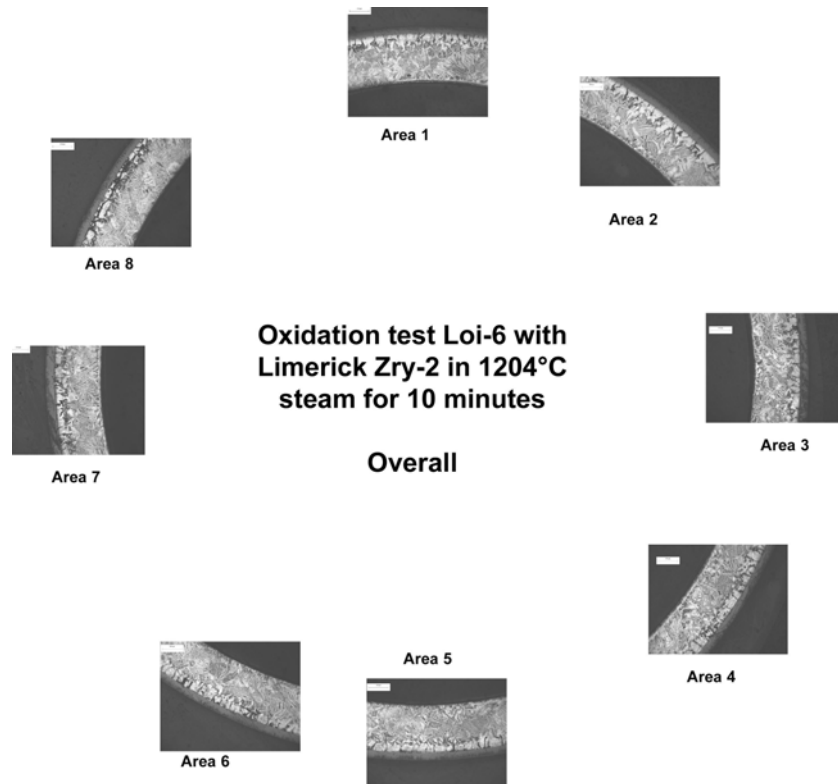 Area 1
Area 2
Area 8
Oxidation test Loi-6 with
Limerick Zry-2 in 1204°C
steam for 10 minutes
Overall
Area 3
Area 7
Area 5
Area 4
Area 6